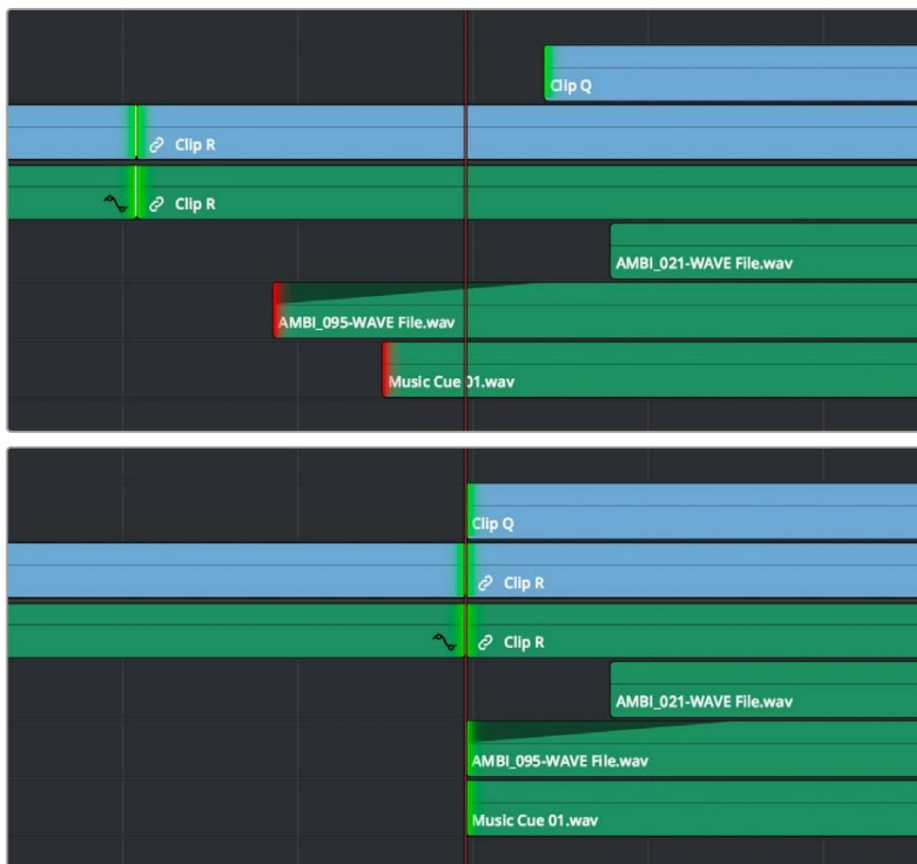 Clip Q
Clip R
Clip R
AMBI_021-WAVE File.wav
AMBI_095-WAVE File.wav
Music Cue 01.wav
Clip Q
Clip R
Clip R
AMBI_021-WAVE File.wav
AMBI_095-WAVE File.wav
Music Cue 01.wav